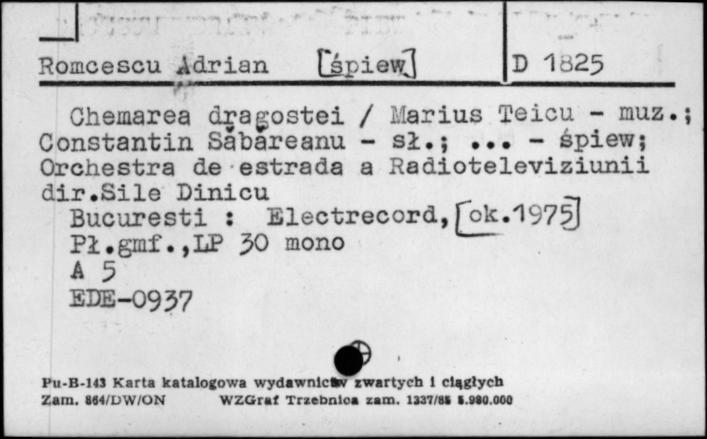 Romcescu Adrian [śpiew] D 1825
Chemarea dragostei / Marius Teicu - muz.;
Constantin Săbăreanu - sł.; ... - śpiew;
Orchestra de estrada a Radioteleviziunii
dir.Sile Dinicu
Bucuresti : Electrecord,[ok.1975]
Pł.gmf.,LP 30 mono
A 5
EDE-0937
Pu-B-143 Karta katalogowa wydawnictw zwartych i ciągłych
Zam. 864/DW/ON WZGraf Trzebnica zam. 1337/85 5.980.000